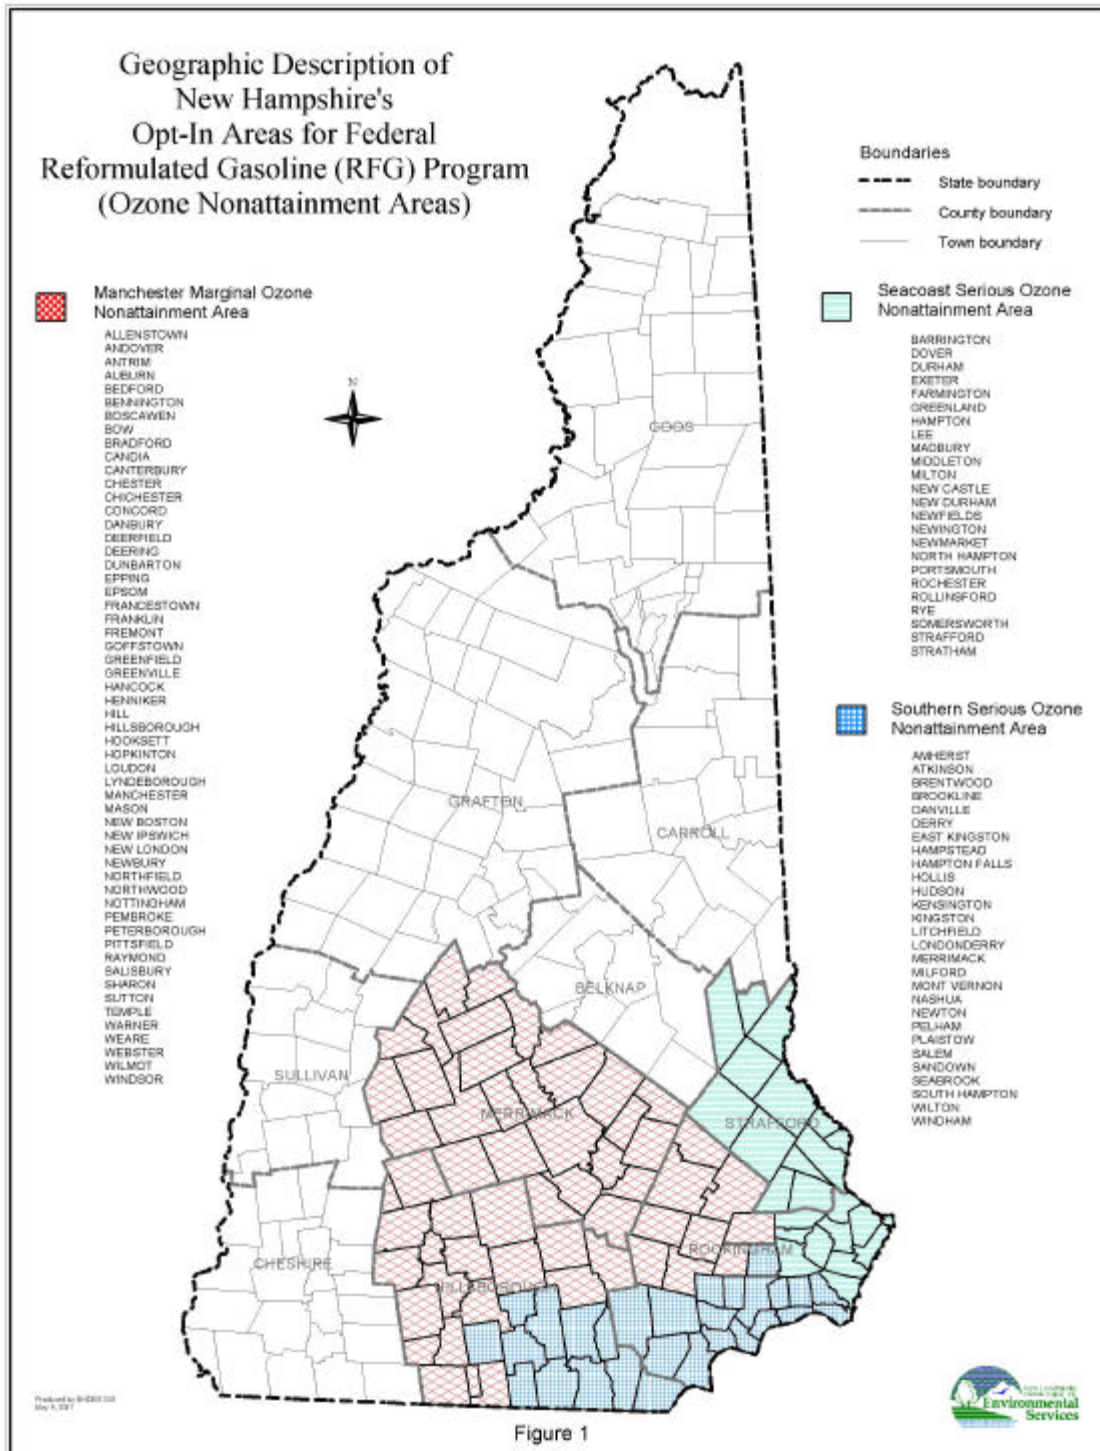 Geographic Description of
New Hampshire's
Opt-In Areas for Federal
Reformulated Gasoline (RFG) Program
(Ozone Nonattainment Areas)
Boundaries
State boundary
County boundary
Town boundary
Manchester Marginal Ozone
Nonattainment Area
ALLENSTOWN
ANDOVER
ANTRIM
AUBURN
BEDFORD
BENNINGTON
BOSCAWEN
BOW
BRADFORD
CANDIA
CANTERBURY
CHESTER
CHICHESTER
CONCORD
DANBURY
DEERFIELD
DEERING
DUNBARTON
EPPING
EPSOM
FRANCESTOWN
FRANKLIN
FREMONT
GOFFSTOWN
GREENFIELD
GREENVILLE
HANCOCK
HENNIKER
HILL
HILLSBOROUGH
HOOKSETT
HOPKINTON
LOUDON
LYNDEBOROUGH
MANCHESTER
MASON
NEW BOSTON
NEW IPSWICH
NEW LONDON
NEWBURY
NORTHFIELD
NORTHWOOD
NOTTINGHAM
PEMBROKE
PETERBOROUGH
PITTSFIELD
RAYMOND
SALISBURY
SHARON
SUTTON
TEMPLE
WARNER
WEARE
WEBSTER
WILMOT
WINDSOR
Seacoast Serious Ozone
Nonattainment Area
BARRINGTON
DOVER
DURHAM
EXETER
FARMINGTON
GREENLAND
HAMPTON
LEE
MADBURY
MIDDLETON
MILTON
NEW CASTLE
NEW DURHAM
NEWFIELDS
NEWINGTON
NEWMARKET
NORTH HAMPTON
PORTSMOUTH
ROCHESTER
ROLLINSFORD
RYE
SOMERSWORTH
STRAFFORD
STRATHAM
Southern Serious Ozone
Nonattainment Area
AMHERST
ATKINSON
BRENTWOOD
BROOKLINE
DANVILLE
DERRY
EAST KINGSTON
HAMPSTEAD
HAMPTON FALLS
HOLLIS
HUDSON
KENSINGTON
KINGSTON
LITCHFIELD
LONDONDERRY
MERRIMACK
MILFORD
MONT VERNON
NASHUA
NEWTON
PELHAM
PLAISTOW
SALEM
SANDOWN
SEABROOK
SOUTH HAMPTON
WILTON
WINDHAM
N
COOS
GRAFTON
CARROLL
BELKNAP
SULLIVAN
MERRIMACK
STRAFFORD
CHESHIRE
HILLSBOROUGH
ROCKINGHAM
Environmental
Services
Figure 1